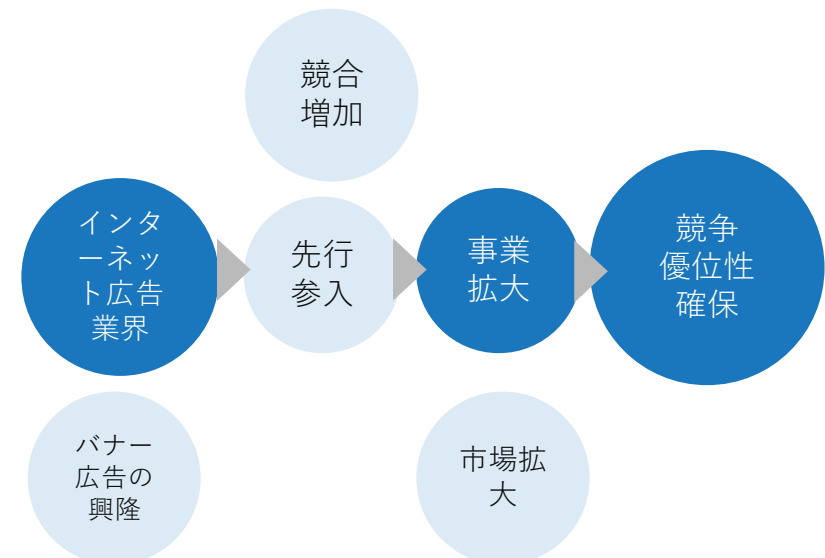 競合
増加
インタ
ーネッ
ト広告
業界
先行
参入
事業
拡大
競争
優位性
確保
バナー
広告の
興隆
市場拡
大